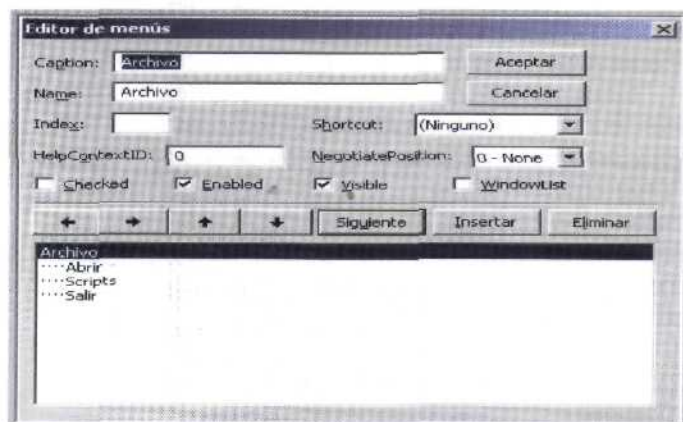 Editor de menús
Caption: Archivo Aceptar
Name: Archivo Cancelar
Index: Shortcut: (Ninguno)
HelpContextID: 0 NegotiatePosition: 0 - None
Checked Enabled Visible WindowList
Siguiente Insertar Eliminar
Archivo
····Abrir
····Scripts
····Salir